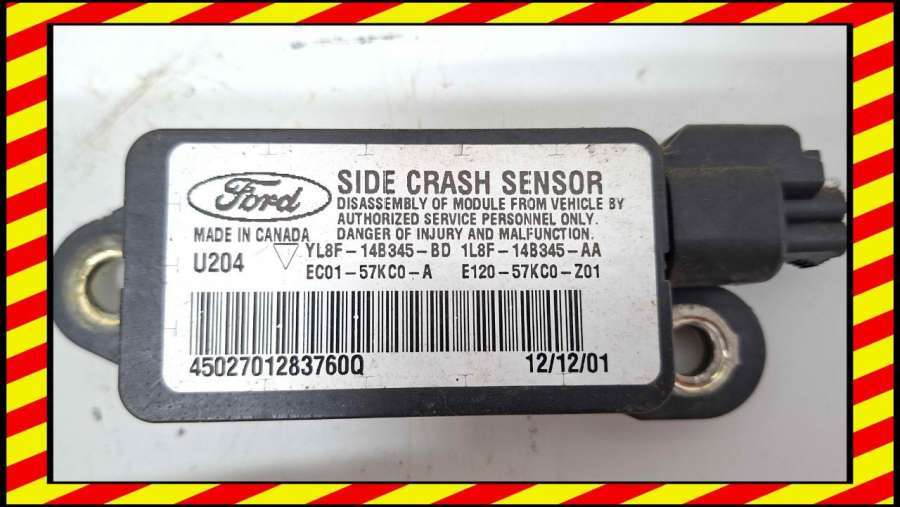 Ford
SIDE CRASH SENSOR
DISASSEMBLY OF MODULE FROM VEHICLE BY
AUTHORIZED SERVICE PERSONNEL ONLY.
DANGER OF INJURY AND MALFUNCTION.
MADE IN CANADA
YL8F-14B345-BD 1L8F-14B345-AA
U204
EC01-57KC0-A E120-57KC0-Z01
4502701283760Q 12/12/01